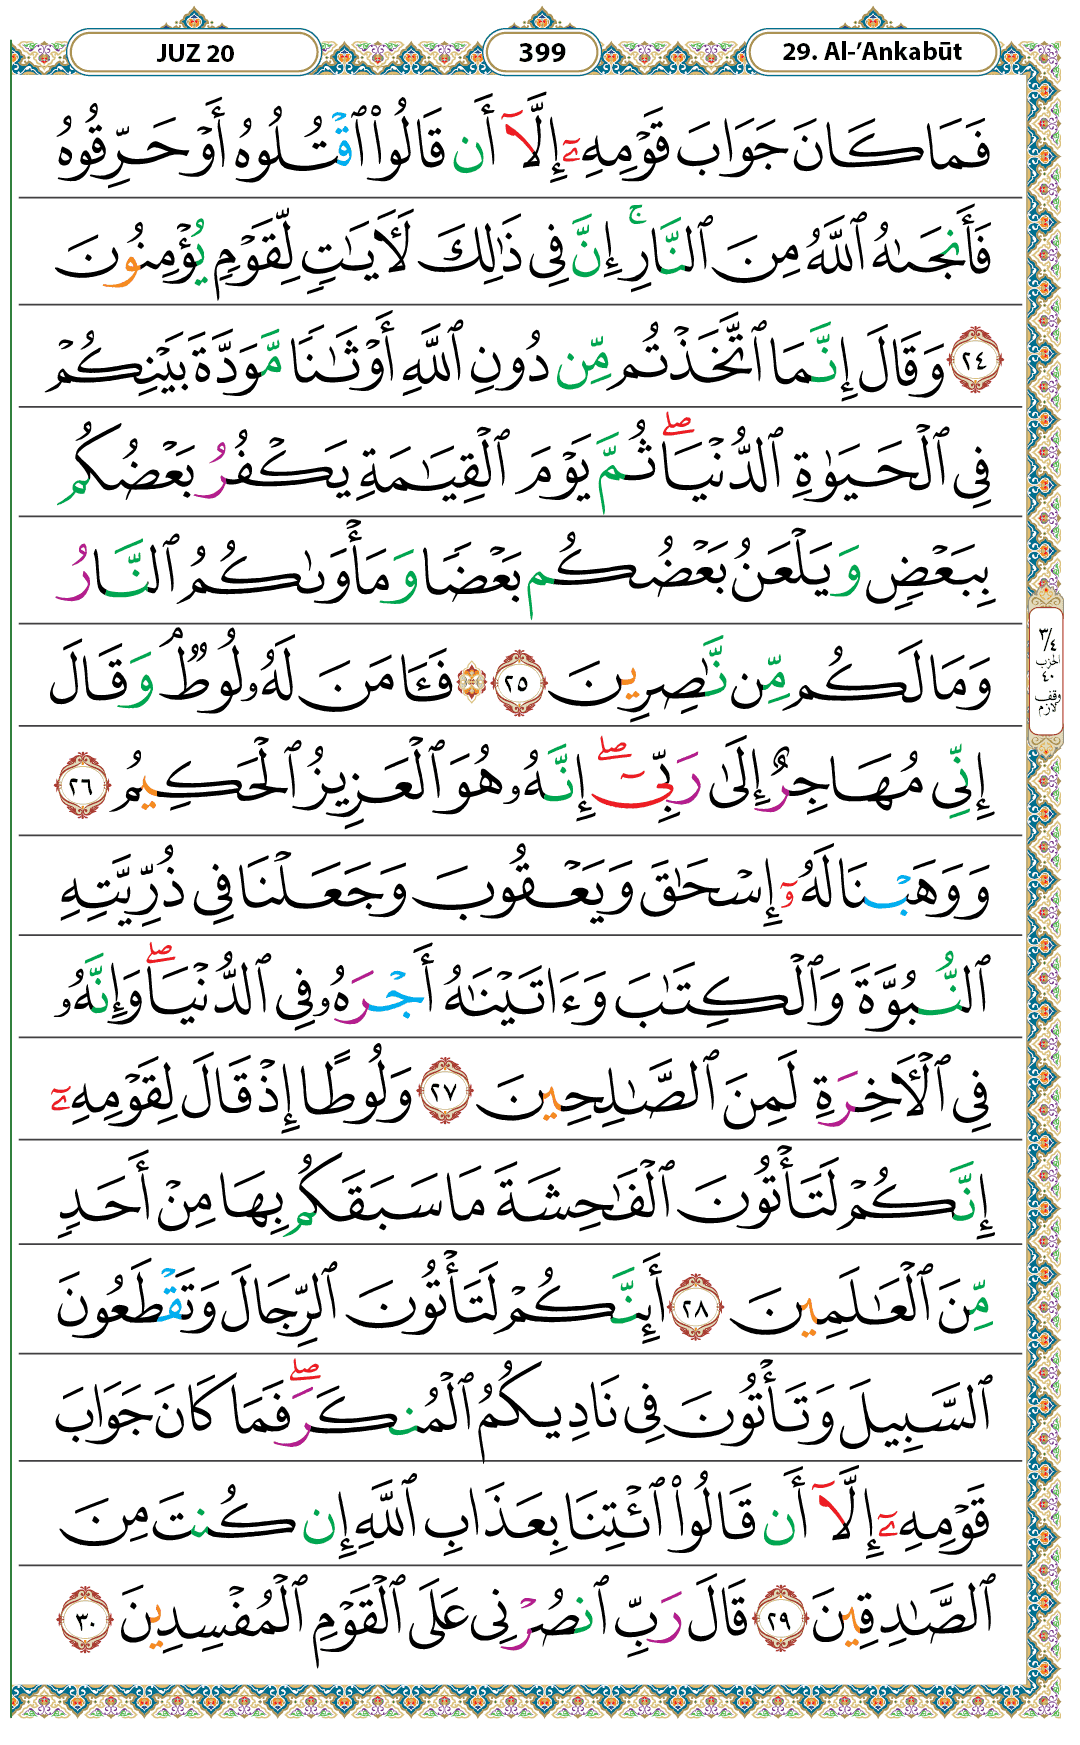 JUZ 20
399
29. Al-’Ankabūt
فَمَا كَانَ جَوَابَ قَوْمِهِۦٓ إِلَّآ أَن قَالُوا۟ ٱقْتُلُوهُ أَوْ حَرِّقُوهُ
فَأَنجَىٰهُ ٱللَّهُ مِنَ ٱلنَّارِ ۚ إِنَّ فِى ذَٰلِكَ لَـَٔايَـٰتٍ لِّقَوْمٍ يُؤْمِنُونَ
٢٤ وَقَالَ إِنَّمَا ٱتَّخَذْتُم مِّن دُونِ ٱللَّهِ أَوْثَـٰنًا مَّوَدَّةَ بَيْنِكُمْ
فِى ٱلْحَيَوٰةِ ٱلدُّنْيَا ۖ ثُمَّ يَوْمَ ٱلْقِيَـٰمَةِ يَكْفُرُ بَعْضُكُم
بِبَعْضٍ وَيَلْعَنُ بَعْضُكُم بَعْضًا وَمَأْوَىٰكُمُ ٱلنَّارُ
وَمَا لَكُم مِّن نَّـٰصِرِينَ ٢٥ ۞ فَـَٔامَنَ لَهُۥ لُوطٌ ۘ وَقَالَ
إِنِّى مُهَاجِرٌ إِلَىٰ رَبِّىٓ ۖ إِنَّهُۥ هُوَ ٱلْعَزِيزُ ٱلْحَكِيمُ ٢٦
وَوَهَبْنَا لَهُۥٓ إِسْحَـٰقَ وَيَعْقُوبَ وَجَعَلْنَا فِى ذُرِّيَّتِهِ
ٱلنُّبُوَّةَ وَٱلْكِتَـٰبَ وَءَاتَيْنَـٰهُ أَجْرَهُۥ فِى ٱلدُّنْيَا ۖ وَإِنَّهُۥ
فِى ٱلْـَٔاخِرَةِ لَمِنَ ٱلصَّـٰلِحِينَ ٢٧ وَلُوطًا إِذْ قَالَ لِقَوْمِهِۦٓ
إِنَّكُمْ لَتَأْتُونَ ٱلْفَـٰحِشَةَ مَا سَبَقَكُم بِهَا مِنْ أَحَدٍ
مِّنَ ٱلْعَـٰلَمِينَ ٢٨ أَئِنَّكُمْ لَتَأْتُونَ ٱلرِّجَالَ وَتَقْطَعُونَ
ٱلسَّبِيلَ وَتَأْتُونَ فِى نَادِيكُمُ ٱلْمُنكَرَ ۖ فَمَا كَانَ جَوَابَ
قَوْمِهِۦٓ إِلَّآ أَن قَالُوا۟ ٱئْتِنَا بِعَذَابِ ٱللَّهِ إِن كُنتَ مِنَ
ٱلصَّـٰدِقِينَ ٢٩ قَالَ رَبِّ ٱنصُرْنِى عَلَى ٱلْقَوْمِ ٱلْمُفْسِدِينَ ٣٠
٣/٤
الحزب
٤٠
وقف
لازم